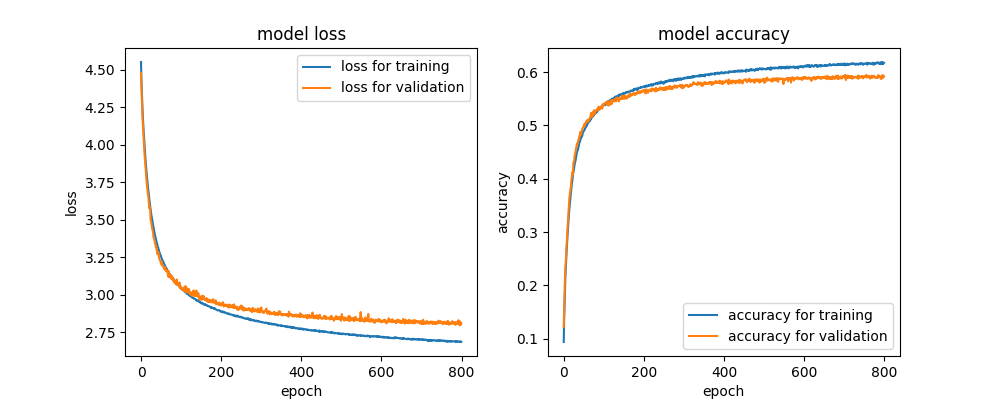 model loss
4.50
4.25
4.00
3.75
3.50
3.25
3.00
2.75
loss
loss for training
loss for validation
0 200 400 600 800
epoch
model accuracy
0.6
0.5
0.4
0.3
0.2
0.1
accuracy
accuracy for training
accuracy for validation
0 200 400 600 800
epoch